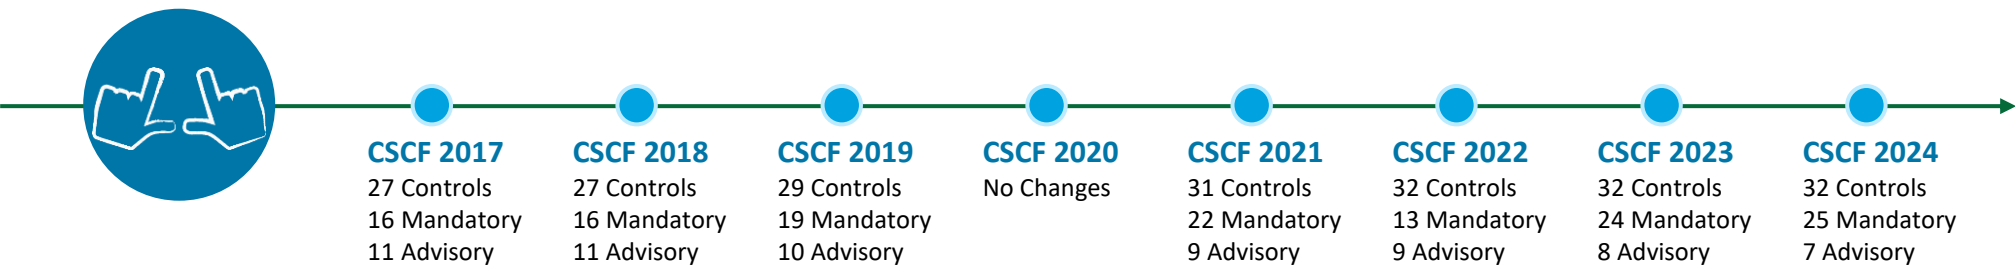 CSCF 2017
27 Controls
16 Mandatory
11 Advisory
CSCF 2018
27 Controls
16 Mandatory
11 Advisory
CSCF 2019
29 Controls
19 Mandatory
10 Advisory
CSCF 2020
No Changes
CSCF 2021
31 Controls
22 Mandatory
9 Advisory
CSCF 2022
32 Controls
13 Mandatory
9 Advisory
CSCF 2023
32 Controls
24 Mandatory
8 Advisory
CSCF 2024
32 Controls
25 Mandatory
7 Advisory